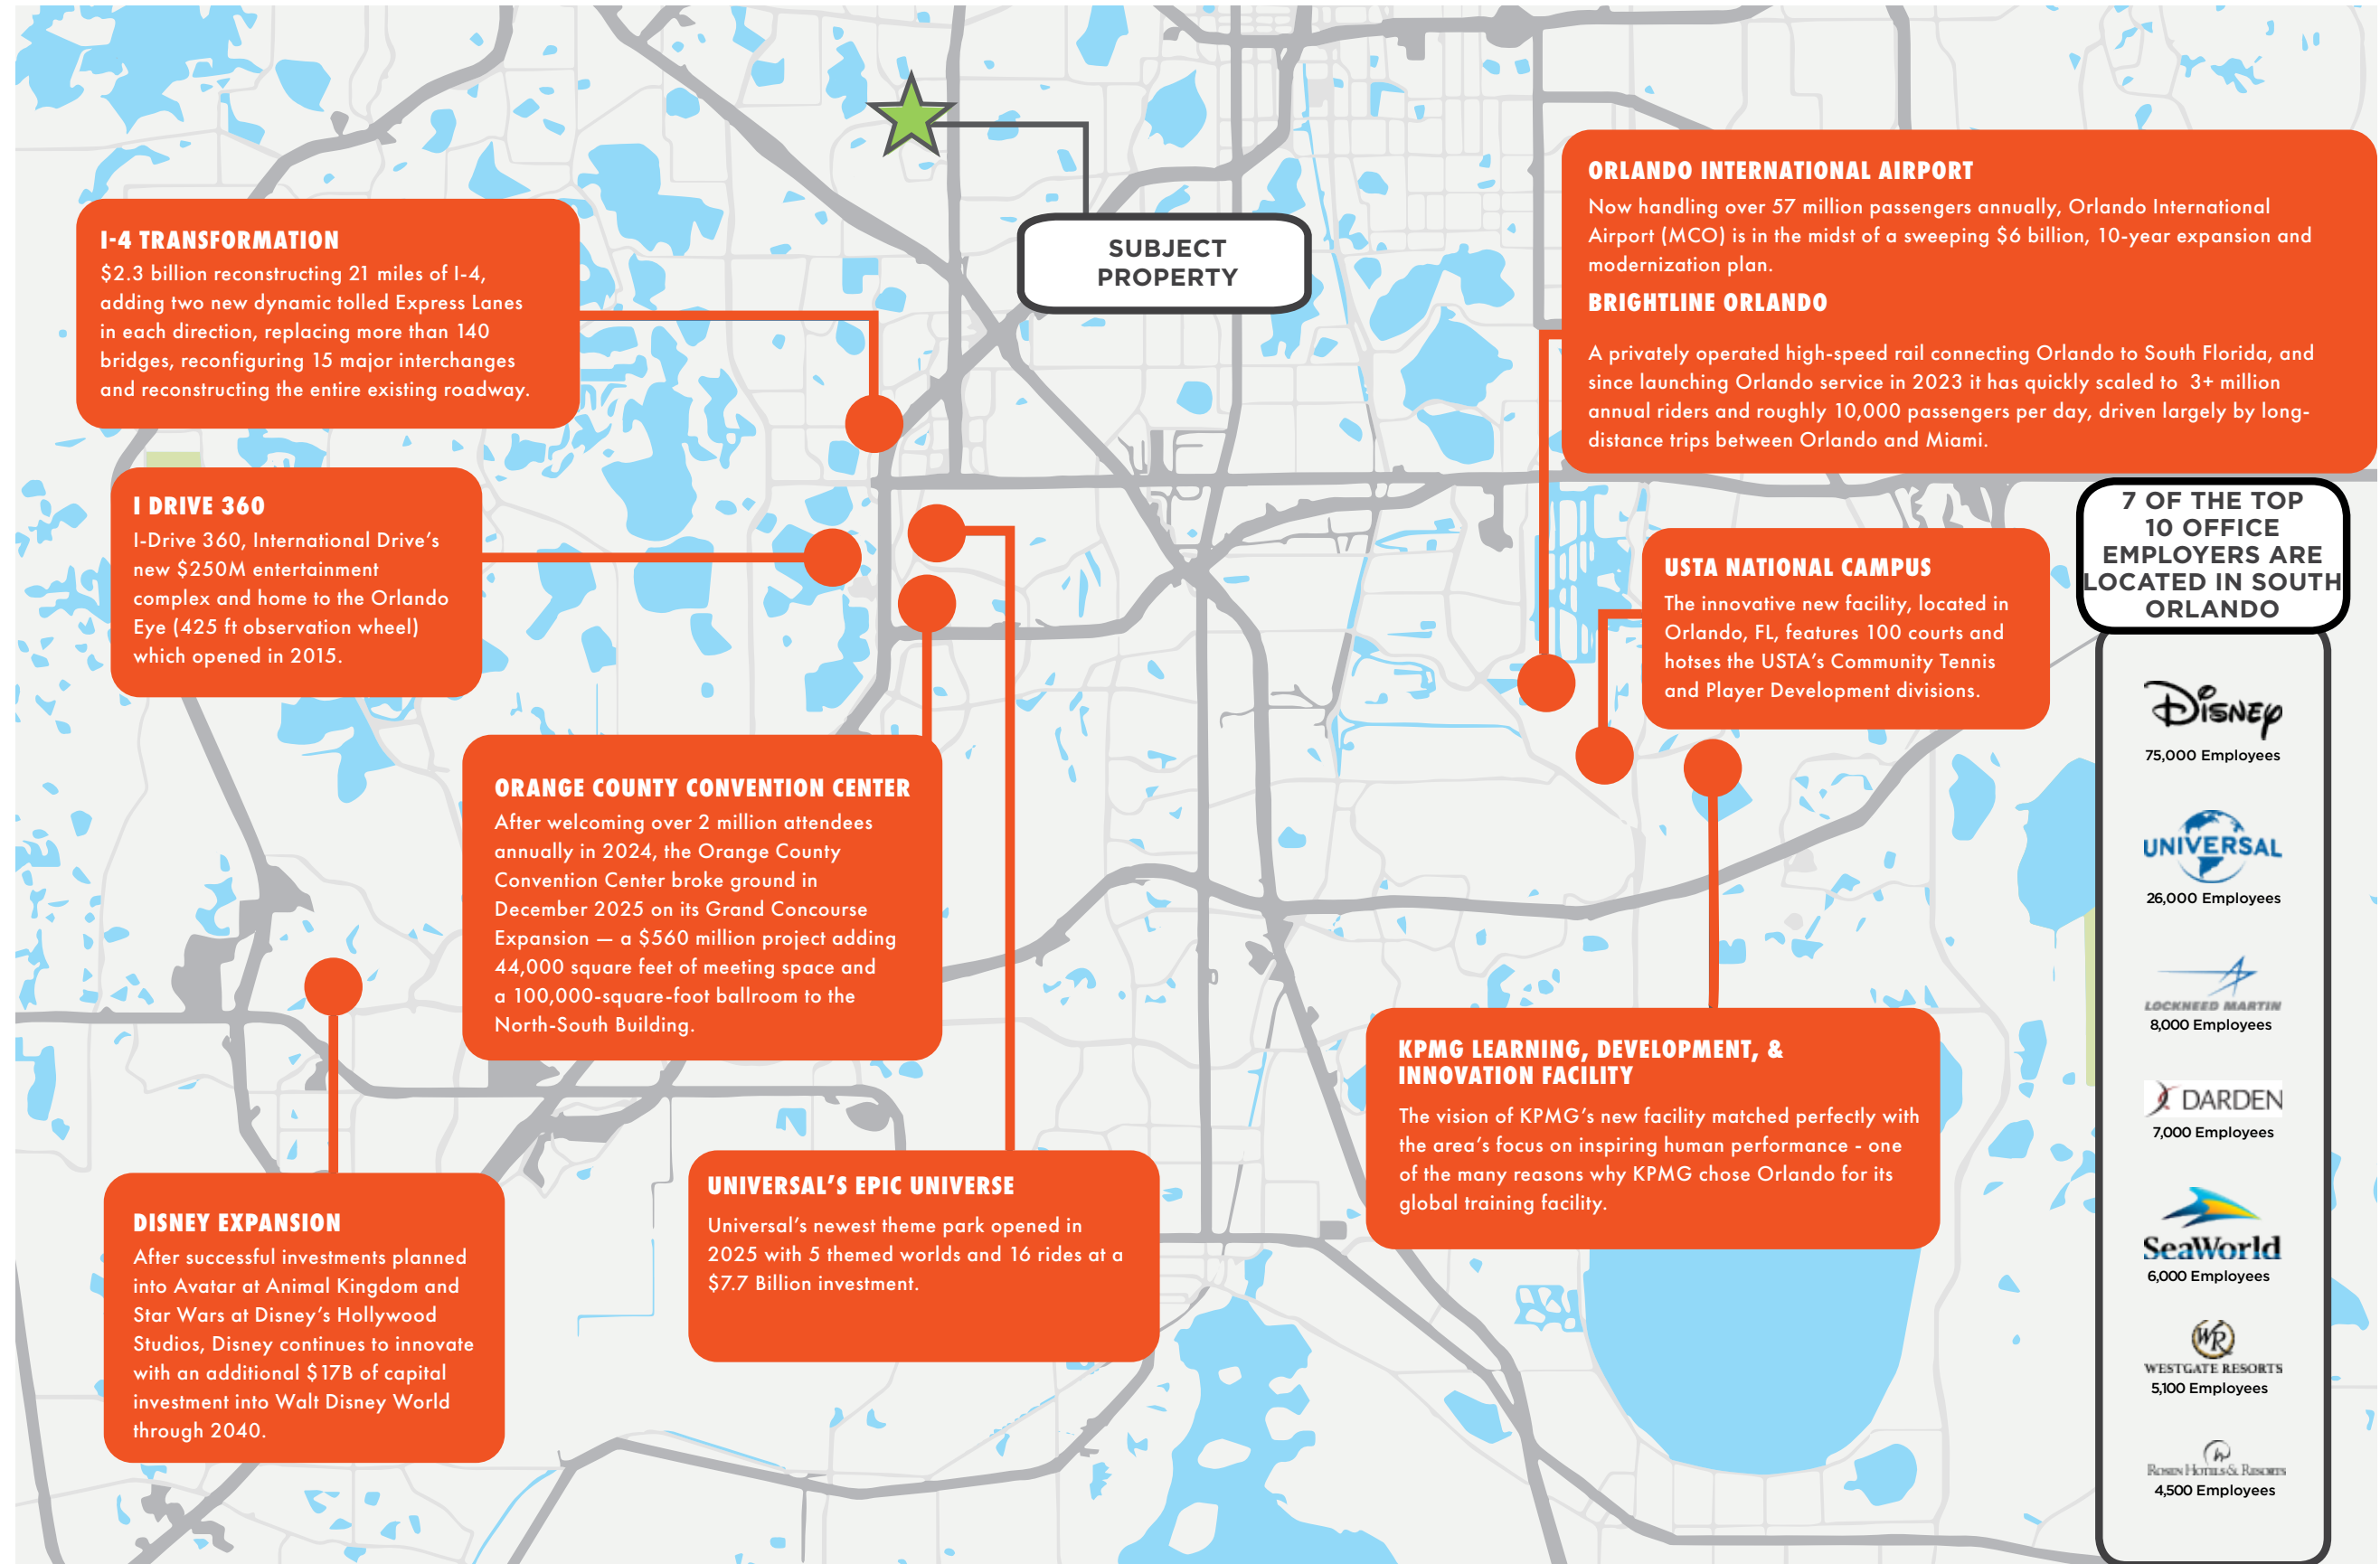 SUBJECT
PROPERTY
I-4 TRANSFORMATION
$2.3 billion reconstructing 21 miles of I-4,
adding two new dynamic tolled Express Lanes
in each direction, replacing more than 140
bridges, reconfiguring 15 major interchanges
and reconstructing the entire existing roadway.
ORLANDO INTERNATIONAL AIRPORT
Now handling over 57 million passengers annually, Orlando International
Airport (MCO) is in the midst of a sweeping $6 billion, 10-year expansion and
modernization plan.
BRIGHTLINE ORLANDO
A privately operated high-speed rail connecting Orlando to South Florida, and
since launching Orlando service in 2023 it has quickly scaled to 3+ million
annual riders and roughly 10,000 passengers per day, driven largely by long-
distance trips between Orlando and Miami.
I DRIVE 360
I-Drive 360, International Drive's
new $250M entertainment
complex and home to the Orlando
Eye (425 ft observation wheel)
which opened in 2015.
USTA NATIONAL CAMPUS
The innovative new facility, located in
Orlando, FL, features 100 courts and
hotses the USTA's Community Tennis
and Player Development divisions.
ORANGE COUNTY CONVENTION CENTER
After welcoming over 2 million attendees
annually in 2024, the Orange County
Convention Center broke ground in
December 2025 on its Grand Concourse
Expansion — a $560 million project adding
44,000 square feet of meeting space and
a 100,000-square-foot ballroom to the
North-South Building.
KPMG LEARNING, DEVELOPMENT, &
INNOVATION FACILITY
The vision of KPMG's new facility matched perfectly with
the area's focus on inspiring human performance - one
of the many reasons why KPMG chose Orlando for its
global training facility.
UNIVERSAL'S EPIC UNIVERSE
Universal's newest theme park opened in
2025 with 5 themed worlds and 16 rides at a
$7.7 Billion investment.
DISNEY EXPANSION
After successful investments planned
into Avatar at Animal Kingdom and
Star Wars at Disney's Hollywood
Studios, Disney continues to innovate
with an additional $17B of capital
investment into Walt Disney World
through 2040.
7 OF THE TOP
10 OFFICE
EMPLOYERS ARE
LOCATED IN SOUTH
ORLANDO
Disney
75,000 Employees
UNIVERSAL
26,000 Employees
LOCKHEED MARTIN
8,000 Employees
DARDEN
7,000 Employees
SeaWorld
6,000 Employees
WR
WESTGATE RESORTS
5,100 Employees
ROSEN HOTELS & RESORTS
4,500 Employees